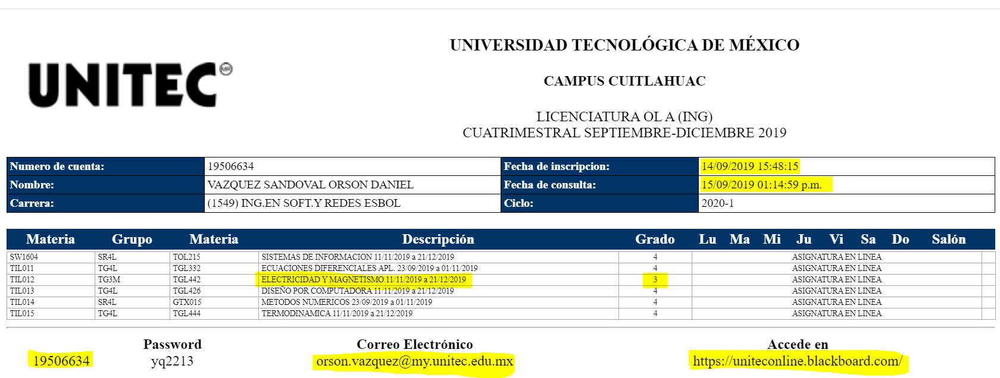 UNIVERSIDAD TECNOLÓGICA DE MÉXICO
UNITEC MR
CAMPUS CUITLAHUAC
LICENCIATURA OL A (ING)
CUATRIMESTRAL SEPTIEMBRE-DICIEMBRE 2019
Numero de cuenta: 19506634 Fecha de inscripcion: 14/09/2019 15:48:15
Nombre: VAZQUEZ SANDOVAL ORSON DANIEL Fecha de consulta: 15/09/2019 01:14:59 p.m.
Carrera: (1549) ING.EN SOFT.Y REDES ESBOL Ciclo: 2020-1
Materia Grupo Materia Descripción Grado Lu Ma Mi Ju Vi Sa Do Salón
SW1604 SR4L TOL215 SISTEMAS DE INFORMACION 11/11/2019 a 21/12/2019 4 ASIGNATURA EN LINEA
TIL011 TG4L TGL332 ECUACIONES DIFERENCIALES APL. 23/09/2019 a 01/11/2019 4 ASIGNATURA EN LINEA
TIL012 TG3M TGL442 ELECTRICIDAD Y MAGNETISMO 11/11/2019 a 21/12/2019 3 ASIGNATURA EN LINEA
TIL013 TG4L TGL426 DISEÑO POR COMPUTADORA 11/11/2019 a 21/12/2019 4 ASIGNATURA EN LINEA
TIL014 SR4L GTX015 METODOS NUMERICOS 23/09/2019 a 01/11/2019 4 ASIGNATURA EN LINEA
TIL015 TG4L TGL444 TERMODINAMICA 11/11/2019 a 21/12/2019 4 ASIGNATURA EN LINEA
Password Correo Electrónico Accede en
19506634 yq2213 orson.vazquez@my.unitec.edu.mx https://uniteconline.blackboard.com/